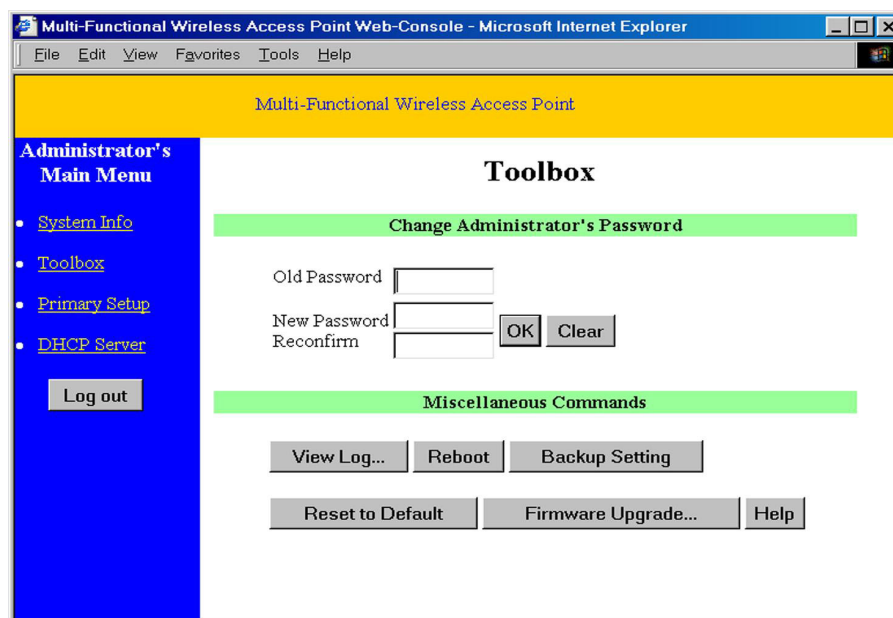 Multi-Functional Wireless Access Point Web-Console - Microsoft Internet Explorer
File Edit View Favorites Tools Help
Multi-Functional Wireless Access Point
Administrator's
Main Menu
System Info
Toolbox
Primary Setup
DHCP Server
Log out
Toolbox
Change Administrator's Password
Old Password
New Password
Reconfirm
OK Clear
Miscellaneous Commands
View Log... Reboot Backup Setting
Reset to Default Firmware Upgrade... Help